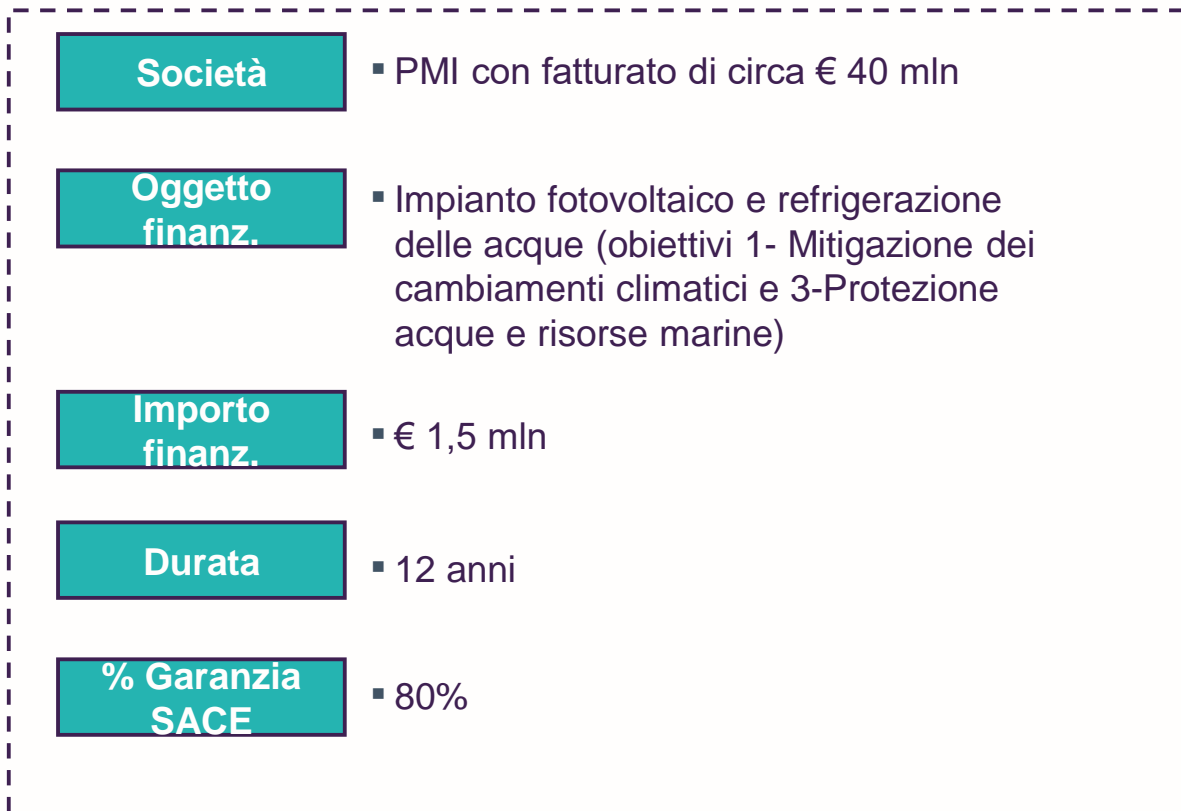 Società
▪ PMI con fatturato di circa € 40 mln
Oggetto
finanz.
▪ Impianto fotovoltaico e refrigerazione
delle acque (obiettivi 1- Mitigazione dei
cambiamenti climatici e 3-Protezione
acque e risorse marine)
Importo
finanz.
▪ € 1,5 mln
Durata
▪ 12 anni
% Garanzia
SACE
▪ 80%